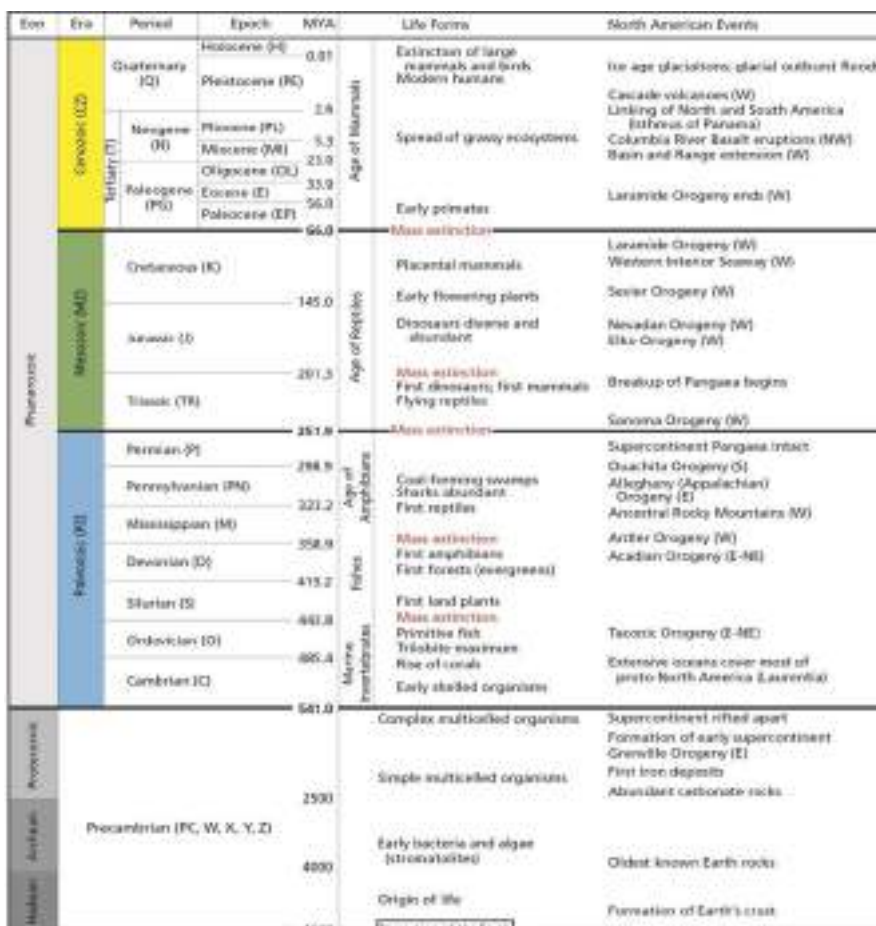 Eon Era Period Epoch MYA Life Forms North American Events
Phanerozoic
Cenozoic (CZ)
Quaternary
(Q)
Holocene (H)
0.01
Pleistocene (PE)
2.6
Tertiary (T)
Neogene
(N)
Pliocene (PL)
5.3
Miocene (MI)
23.0
Paleogene
(PG)
Oligocene (OL)
33.9
Eocene (E)
56.0
Paleocene (EP)
66.0
Age of Mammals
Extinction of large
mammals and birds
Modern humans
Spread of grassy ecosystems
Early primates
Mass extinction
Ice age glaciations; glacial outburst floods
Cascade volcanoes (W)
Linking of North and South America
(Isthmus of Panama)
Columbia River Basalt eruptions (NW)
Basin and Range extension (W)
Laramide Orogeny ends (W)
Mesozoic (MZ)
Cretaceous (K)
145.0
Jurassic (J)
201.3
Triassic (TR)
251.9
Age of Reptiles
Placental mammals
Early flowering plants
Dinosaurs diverse and
abundant
Mass extinction
First dinosaurs; first mammals
Flying reptiles
Mass extinction
Laramide Orogeny (W)
Western Interior Seaway (W)
Sevier Orogeny (W)
Nevadan Orogeny (W)
Elko Orogeny (W)
Breakup of Pangaea begins
Sonoma Orogeny (W)
Paleozoic (PZ)
Permian (P)
298.9
Pennsylvanian (PN)
323.2
Mississippian (M)
358.9
Devonian (D)
419.2
Silurian (S)
443.8
Ordovician (O)
485.4
Cambrian (C)
541.0
Age of
Amphibians
Fishes
Marine
Invertebrates
Coal-forming swamps
Sharks abundant
First reptiles
Mass extinction
First amphibians
First forests (evergreens)
First land plants
Mass extinction
Primitive fish
Trilobite maximum
Rise of corals
Early shelled organisms
Supercontinent Pangaea intact
Ouachita Orogeny (S)
Alleghany (Appalachian)
Orogeny (E)
Ancestral Rocky Mountains (W)
Antler Orogeny (W)
Acadian Orogeny (E-NE)
Taconic Orogeny (E-NE)
Extensive oceans cover most of
proto-North America (Laurentia)
Proterozoic
Archean
Hadean
Precambrian (PC, W, X, Y, Z)
2500
4000
Complex multicelled organisms
Simple multicelled organisms
Early bacteria and algae
(stromatolites)
Origin of life
Supercontinent rifted apart
Formation of early supercontinent
Grenville Orogeny (E)
First iron deposits
Abundant carbonate rocks
Oldest known Earth rocks
Formation of Earth's crust